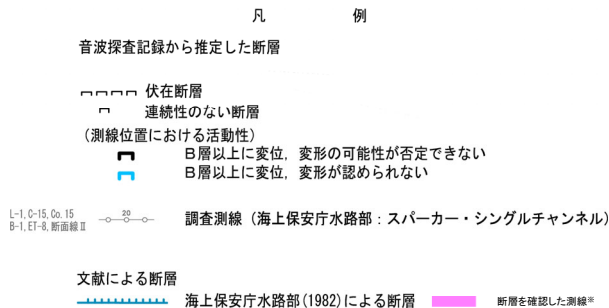 凡　例
音波探査記録から推定した断層
伏在断層
連続性のない断層
(測線位置における活動性)
B層以上に変位, 変形の可能性が否定できない
B層以上に変位, 変形が認められない
L-1, C-15, Co. 15
B-1, ET-8, 断面線Ⅱ
20
調査測線 (海上保安庁水路部：スパーカー・シングルチャンネル)
文献による断層
海上保安庁水路部(1982)による断層
断層を確認した測線※